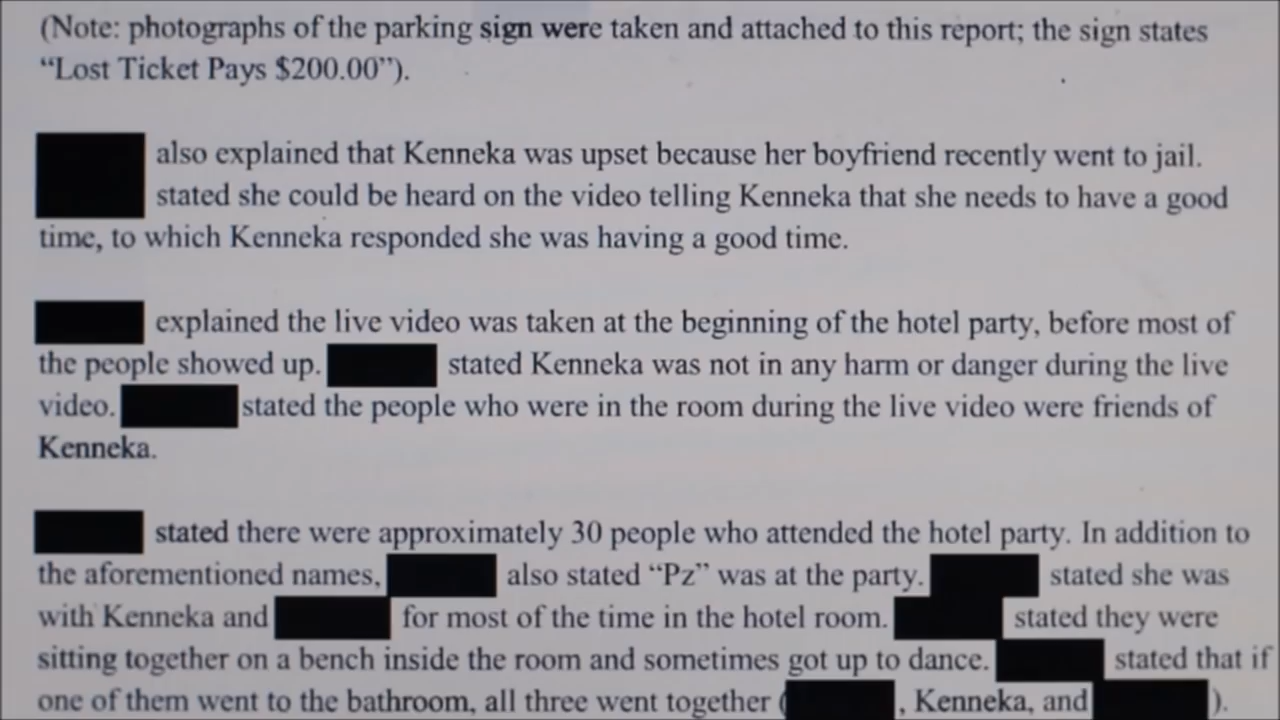 (Note: photographs of the parking sign were taken and attached to this report; the sign states
“Lost Ticket Pays $200.00”).
also explained that Kenneka was upset because her boyfriend recently went to jail.
stated she could be heard on the video telling Kenneka that she needs to have a good
time, to which Kenneka responded she was having a good time.
explained the live video was taken at the beginning of the hotel party, before most of
the people showed up. stated Kenneka was not in any harm or danger during the live
video. stated the people who were in the room during the live video were friends of
Kenneka.
stated there were approximately 30 people who attended the hotel party. In addition to
the aforementioned names, also stated “Pz” was at the party. stated she was
with Kenneka and for most of the time in the hotel room. stated they were
sitting together on a bench inside the room and sometimes got up to dance. stated that if
one of them went to the bathroom, all three went together ( , Kenneka, and ).